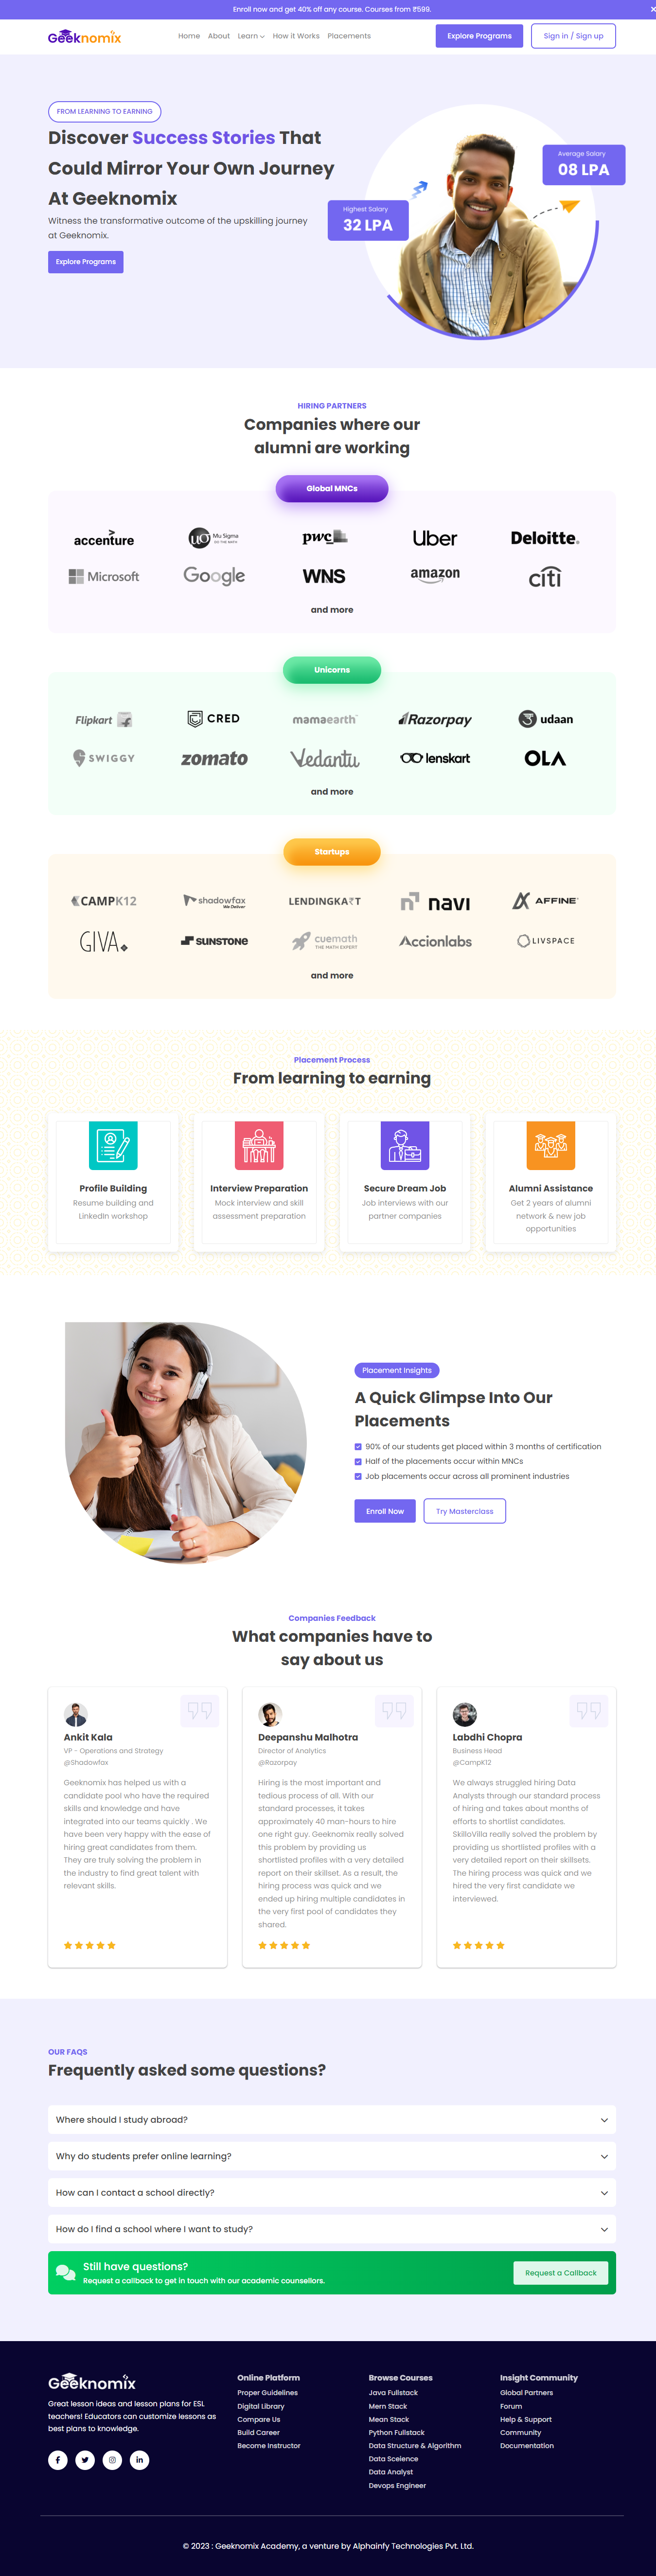 Enroll now and get 40% off any course. Courses from ₹599.
Geeknomix
Home
About
Learn
How it Works
Placements
Explore Programs
Sign in / Sign up
FROM LEARNING TO EARNING
Discover Success Stories That
Could Mirror Your Own Journey
At Geeknomix
Witness the transformative outcome of the upskilling journey
at Geeknomix.
Explore Programs
Average Salary
08 LPA
Highest Salary
32 LPA
HIRING PARTNERS
Companies where our
alumni are working
Global MNCs
accenture
Mu Sigma
DO THE MATH
pwc
Uber
Deloitte.
Microsoft
Google
WNS
amazon
citi
and more
Unicorns
Flipkart
CRED
mamaearth
Razorpay
udaan
SWIGGY
zomato
Vedantu
lenskart
OLA
and more
Startups
CAMPK12
shadowfax
We Deliver
LENDINGKART
navi
AFFINE
GIVA
SUNSTONE
cuemath
THE MATH EXPERT
Accionlabs
LIVSPACE
and more
Placement Process
From learning to earning
Profile Building
Resume building and
LinkedIn workshop
Interview Preparation
Mock interview and skill
assessment preparation
Secure Dream Job
Job interviews with our
partner companies
Alumni Assistance
Get 2 years of alumni
network & new job
opportunities
Placement Insights
A Quick Glimpse Into Our
Placements
90% of our students get placed within 3 months of certification
Half of the placements occur within MNCs
Job placements occur across all prominent industries
Enroll Now
Try Masterclass
Companies Feedback
What companies have to
say about us
Ankit Kala
VP - Operations and Strategy
@Shadowfax
Geeknomix has helped us with a
candidate pool who have the required
skills and knowledge and have
integrated into our teams quickly . We
have been very happy with the ease of
hiring great candidates from them.
They are truly solving the problem in
the industry to find great talent with
relevant skills.
Deepanshu Malhotra
Director of Analytics
@Razorpay
Hiring is the most important and
tedious process of all. With our
standard processes, it takes
approximately 40 man-hours to hire
one right guy. Geeknomix really solved
this problem by providing us
shortlisted profiles with a very detailed
report on their skillset. As a result, the
hiring process was quick and we
ended up hiring multiple candidates in
the very first pool of candidates they
shared.
Labdhi Chopra
Business Head
@CampK12
We always struggled hiring Data
Analysts through our standard process
of hiring and takes about months of
efforts to shortlist candidates.
SkilloVilla really solved the problem by
providing us shortlisted profiles with a
very detailed report on their skillsets.
The hiring process was quick and we
hired the very first candidate we
interviewed.
OUR FAQS
Frequently asked some questions?
Where should I study abroad?
Why do students prefer online learning?
How can I contact a school directly?
How do I find a school where I want to study?
Still have questions?
Request a callback to get in touch with our academic counsellors.
Request a Callback
Geeknomix
Great lesson ideas and lesson plans for ESL
teachers! Educators can customize lessons as
best plans to knowledge.
Online Platform
Proper Guidelines
Digital Library
Compare Us
Build Career
Become Instructor
Browse Courses
Java Fullstack
Mern Stack
Mean Stack
Python Fullstack
Data Structure & Algorithm
Data Sceience
Data Analyst
Devops Engineer
Insight Community
Global Partners
Forum
Help & Support
Community
Documentation
© 2023 : Geeknomix Academy, a venture by Alphainfy Technologies Pvt. Ltd.